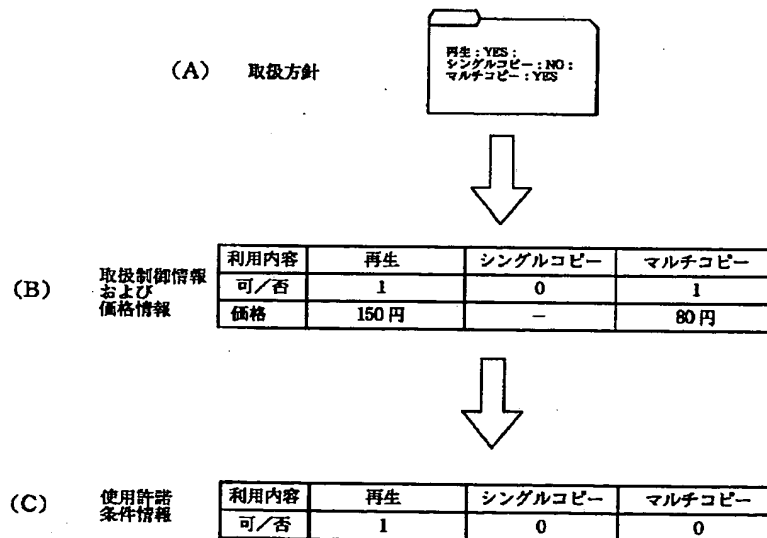 (A) 取扱方針
再生：YES；
シングルコピー：NO；
マルチコピー：YES
(B) 取扱制御情報
および
価格情報
利用内容 再生 シングルコピー マルチコピー
可／否 1 0 1
価格 150円 － 80円
(C) 使用許諾
条件情報
利用内容 再生 シングルコピー マルチコピー
可／否 1 0 0